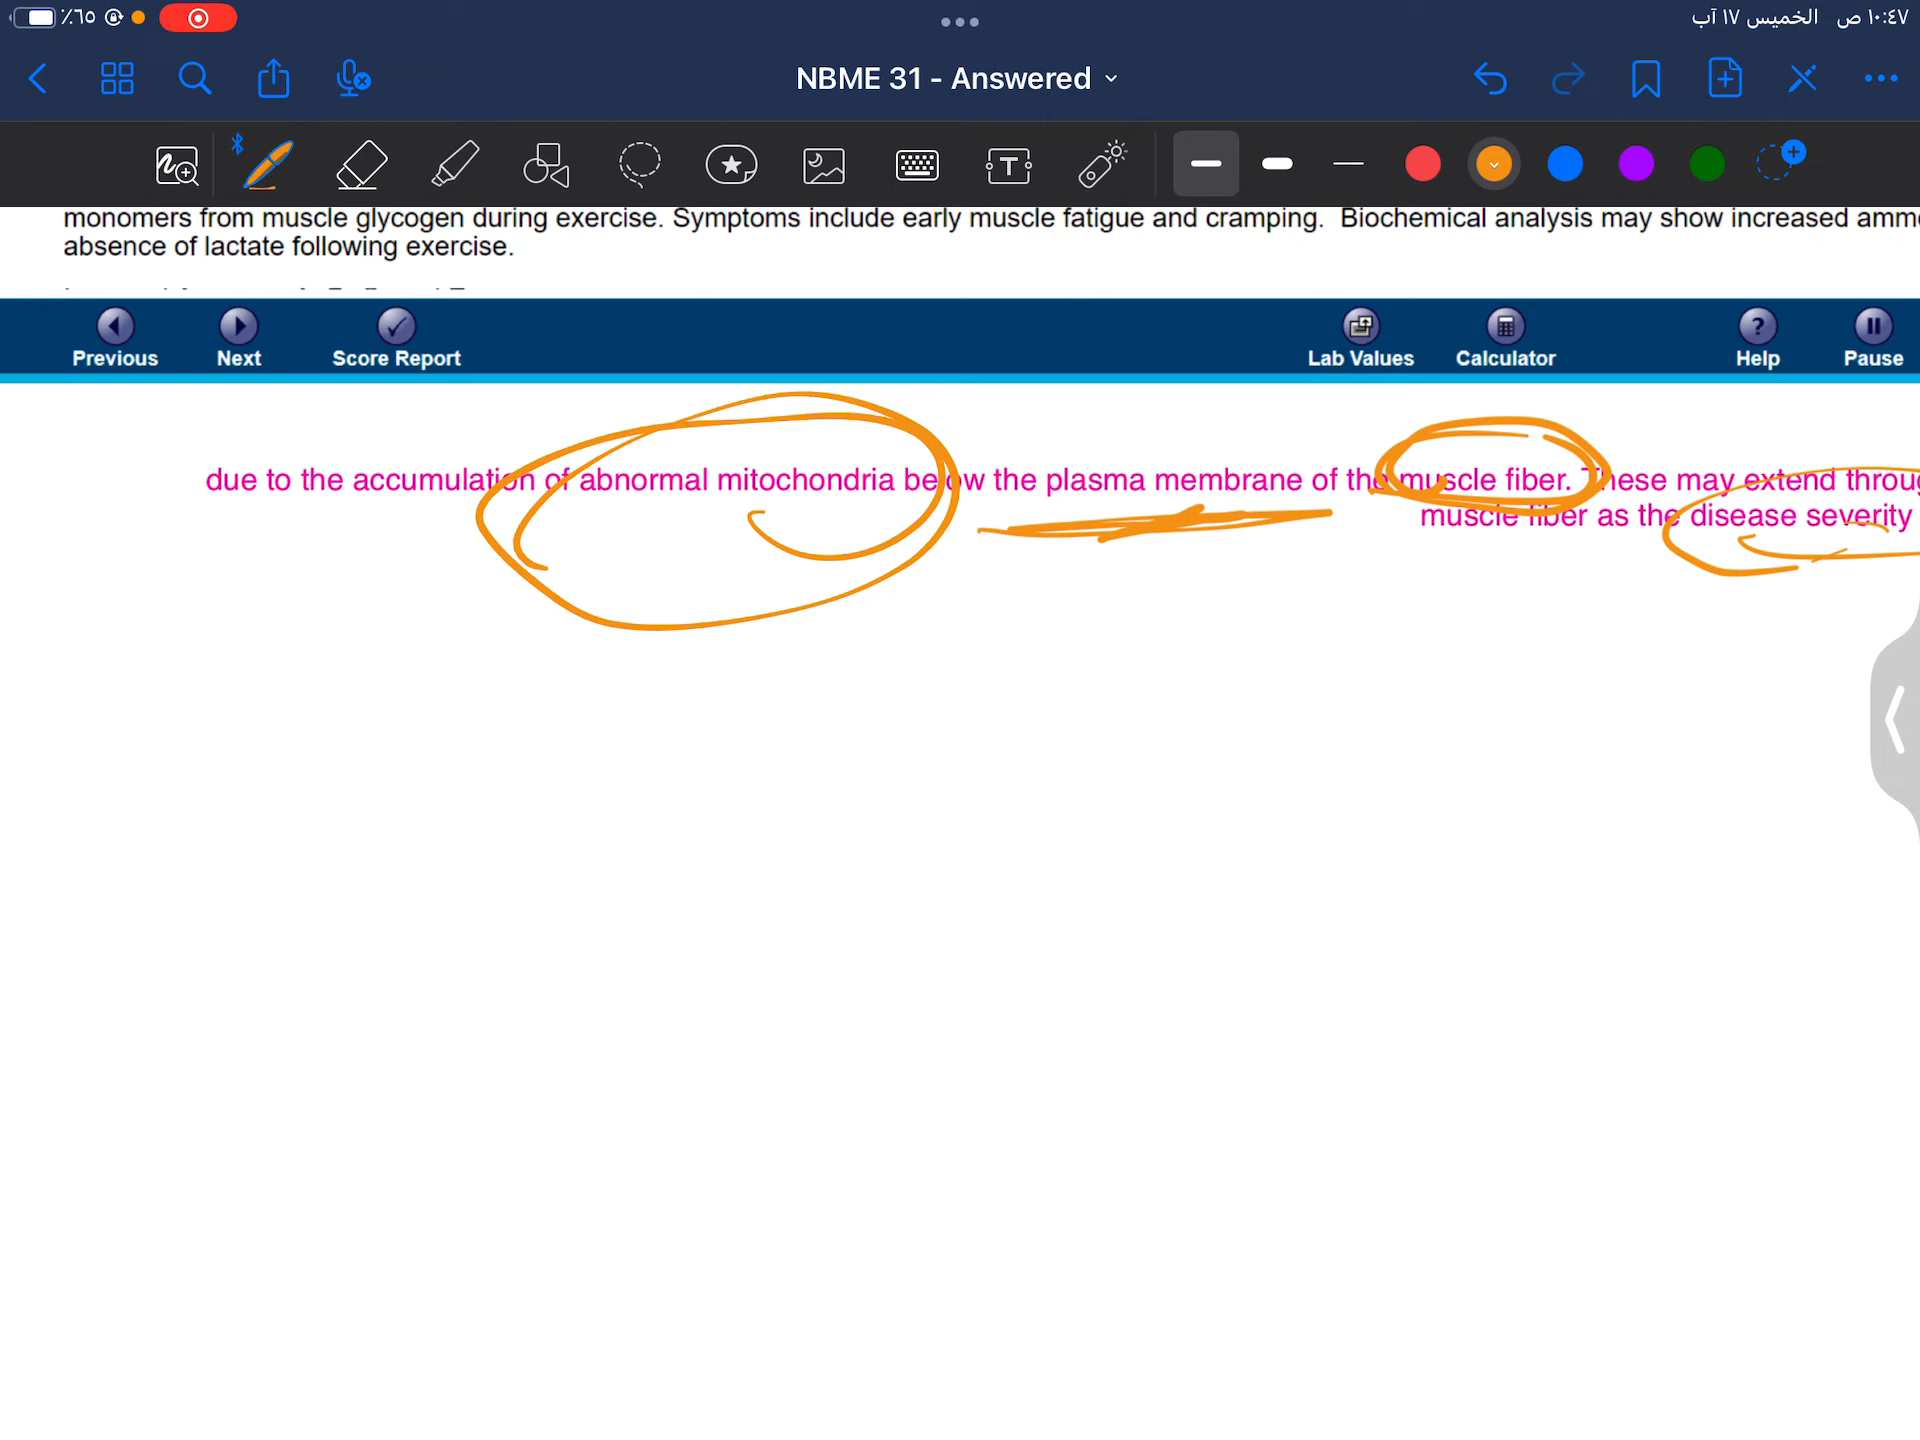 ٪٦٥
١٠:٤٧ ص الخميس ١٧ آب
NBME 31 - Answered
T
monomers from muscle glycogen during exercise. Symptoms include early muscle fatigue and cramping. Biochemical analysis may show increased amm
absence of lactate following exercise.
Previous
Next
Score Report
Lab Values
Calculator
Help
Pause
due to the accumulation of abnormal mitochondria below the plasma membrane of the muscle fiber. These may extend throu
muscle fiber as the disease severity